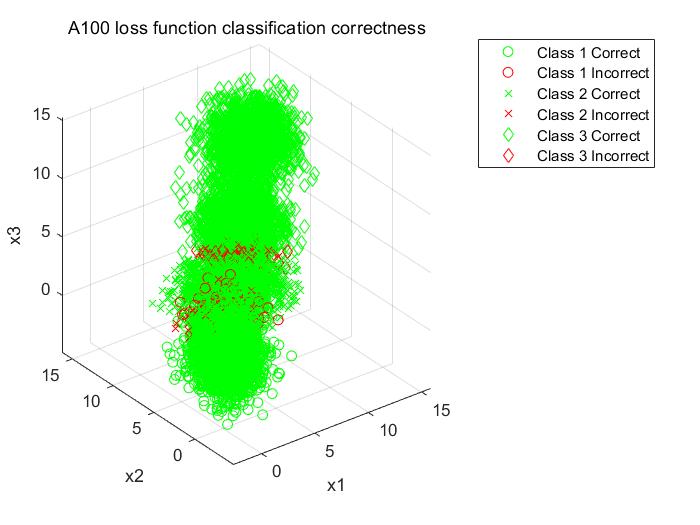 A100 loss function classification correctness
Class 1 Correct
Class 1 Incorrect
Class 2 Correct
Class 2 Incorrect
Class 3 Correct
Class 3 Incorrect
15
10
5
0
x3
15
10
5
0
x2
0
5
10
15
x1